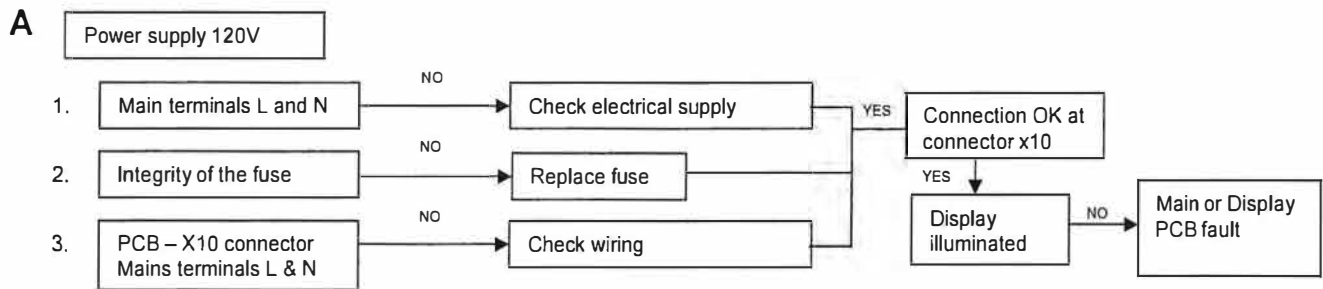 A
Power supply 120V
1.
Main terminals L and N
NO
Check electrical supply
YES
Connection OK at
connector x10
2.
Integrity of the fuse
NO
Replace fuse
YES
3.
PCB – X10 connector
Mains terminals L & N
NO
Check wiring
Display
illuminated
NO
Main or Display
PCB fault